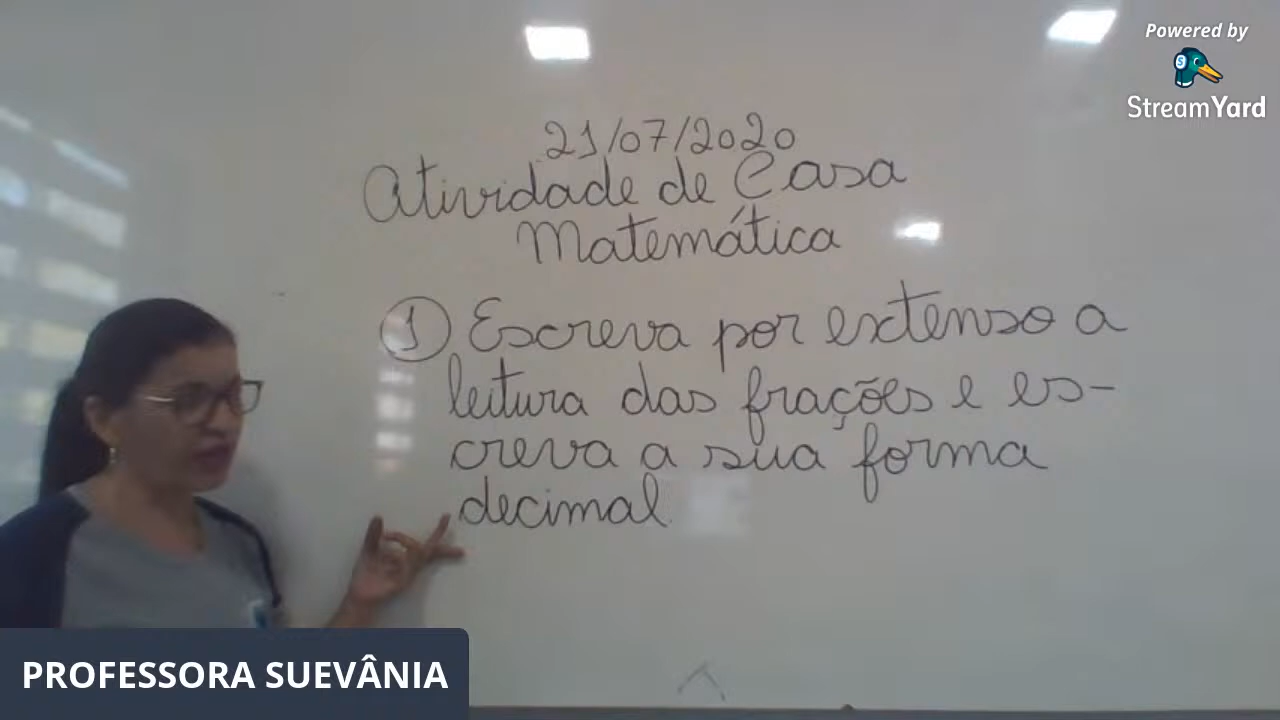 Powered by
StreamYard
21/07/2020
Atividade de Casa
Matemática
1 Escreva por extenso a
leitura das frações e es-
creva a sua forma
decimal.
PROFESSORA SUEVÂNIA